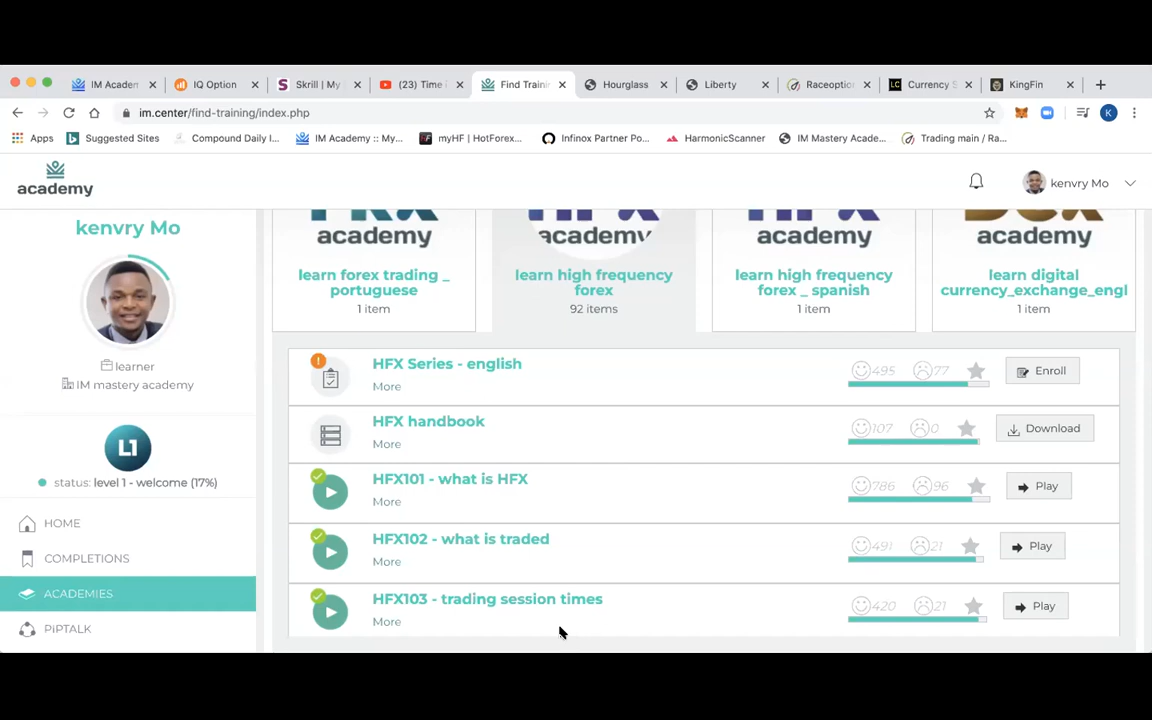 IM Academ
IQ Option
Skrill | My
(23) Time
Find Traini
Hourglass
Liberty
Raceoptio
Currency S
KingFin
im.center/find-training/index.php
K
Apps
Suggested Sites
Compound Daily I...
IM Academy :: My...
myHF | HotForex...
Infinox Partner Po...
HarmonicScanner
IM Mastery Acade...
Trading main / Ra...
academy
kenvry Mo
kenvry Mo
learner
IM mastery academy
L1
status: level 1 - welcome (17%)
HOME
COMPLETIONS
ACADEMIES
PiPTALK
academy
learn forex trading _
portuguese
1 item
academy
learn high frequency
forex
92 items
academy
learn high frequency
forex _ spanish
1 item
academy
learn digital
currency_exchange_engl
1 item
HFX Series - english
More
495
77
Enroll
HFX handbook
More
107
0
Download
HFX101 - what is HFX
More
786
96
Play
HFX102 - what is traded
More
491
21
Play
HFX103 - trading session times
More
420
21
Play